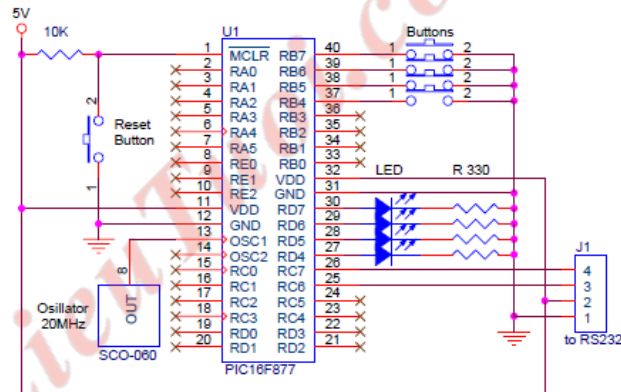 5V
10K
U1
Buttons
1 MCLR RB7 40 1 2
2 RA0 RB6 39 1 2
3 RA1 RB5 38 1 2
4 RA2 RB4 37 1 2
5 RA3 RB3 36
6 RA4 RB2 35
7 RA5 RB1 34
8 RE0 RB0 33
9 RE1 VDD 32
10 RE2 GND 31
11 VDD RD7 30
12 GND RD6 29
13 OSC1 RD5 28
14 OSC2 RD4 27
15 RC0 RC7 26
16 RC1 RC6 25
17 RC2 RC5 24
18 RC3 RC4 23
19 RD0 RD3 22
20 RD1 RD2 21
PIC16F877
2
Reset
Button
1
LED
R 330
8
OUT
Osillator
20MHz
SCO-060
J1
4
3
2
1
to RS232
ieuTuoi.com